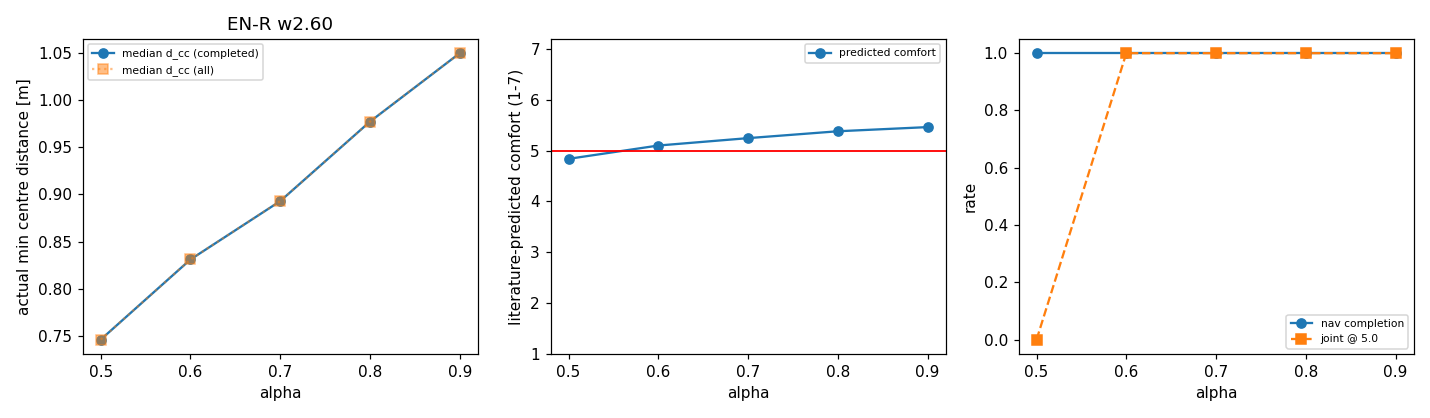 EN-R w2.60
median d_cc (completed)
median d_cc (all)
actual min centre distance [m]
1.05
1.00
0.95
0.90
0.85
0.80
0.75
0.5 0.6 0.7 0.8 0.9
alpha
predicted comfort
literature-predicted comfort (1-7)
7
6
5
4
3
2
1
0.5 0.6 0.7 0.8 0.9
alpha
rate
1.0
0.8
0.6
0.4
0.2
0.0
nav completion
joint @ 5.0
0.5 0.6 0.7 0.8 0.9
alpha